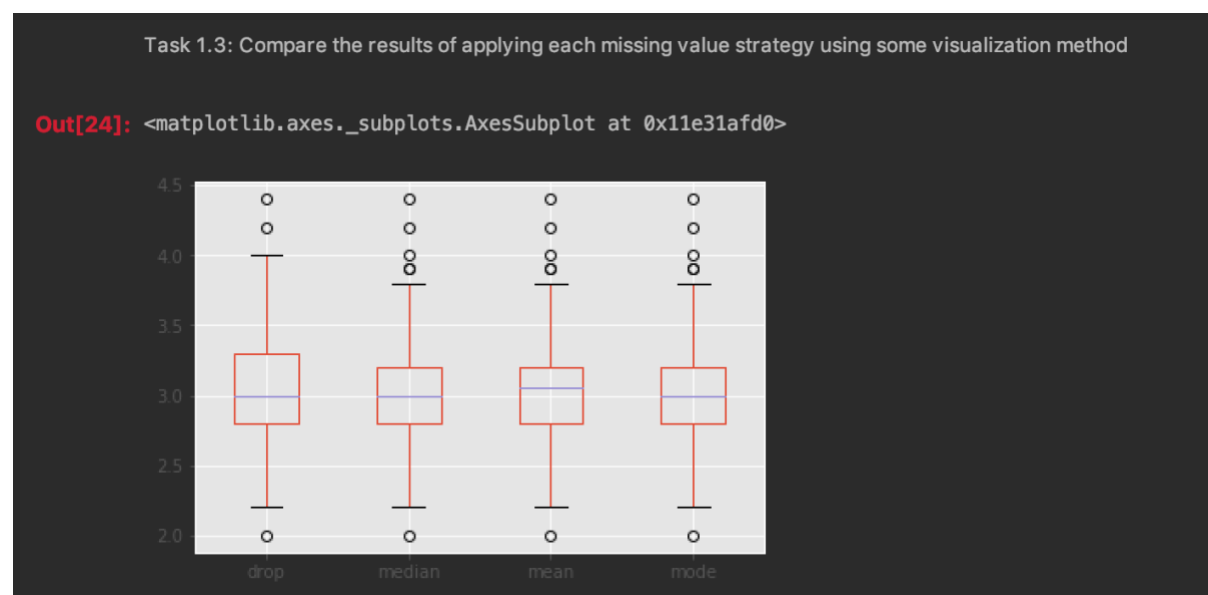 Task 1.3: Compare the results of applying each missing value strategy using some visualization method
Out[24]: <matplotlib.axes._subplots.AxesSubplot at 0x11e31afd0>
4.5
4.0
3.5
3.0
2.5
2.0
drop median mean mode